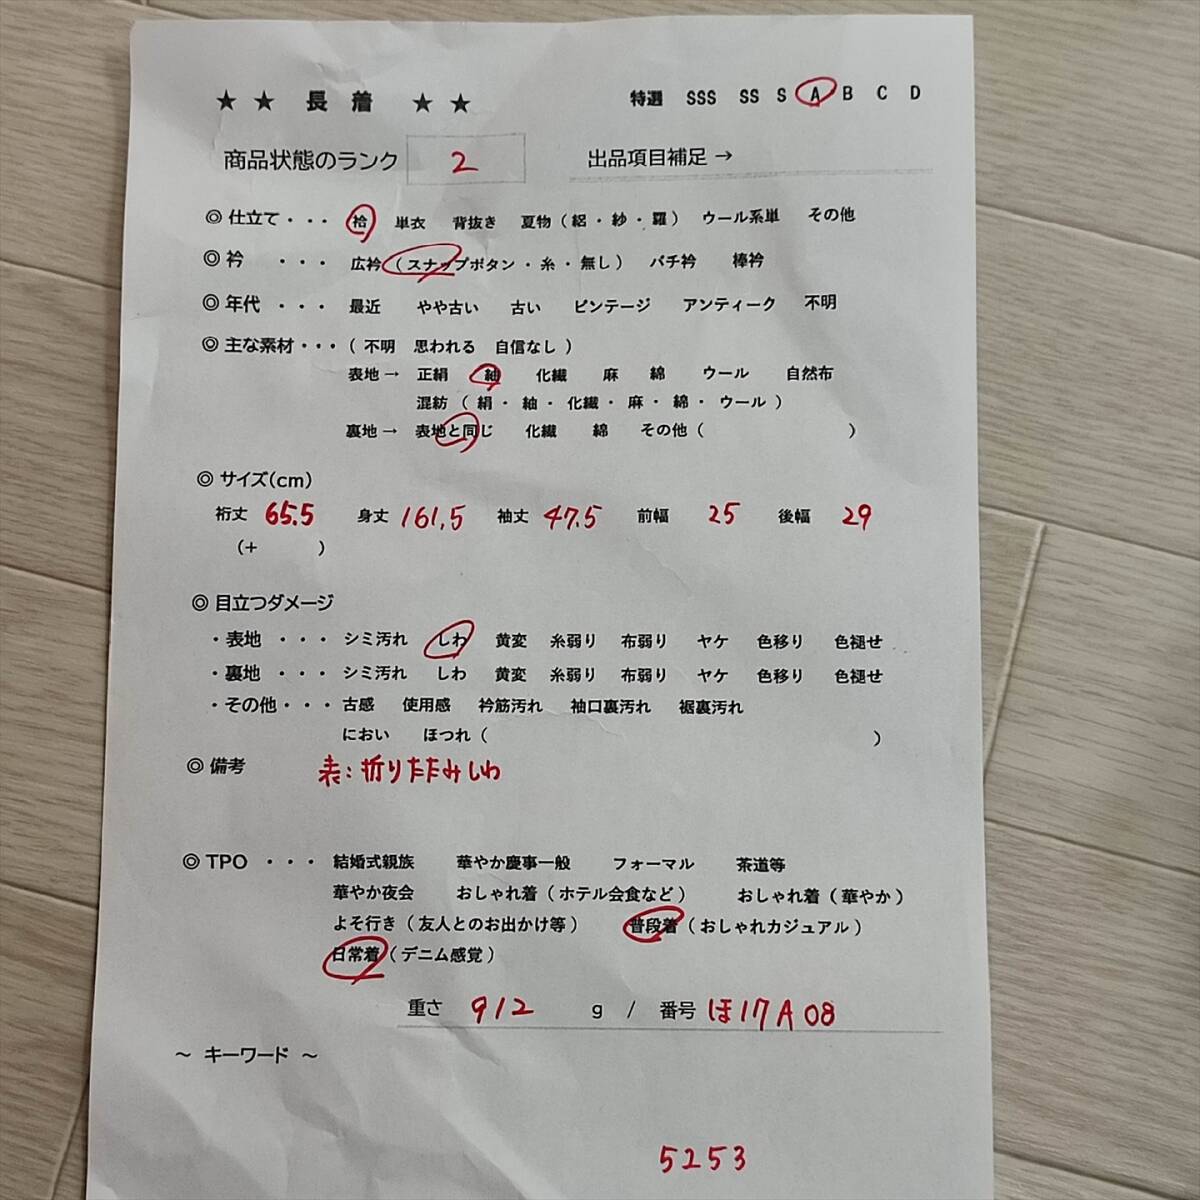 ★ ★ 長 着 ★ ★ 特選 SSS SS S A B C D
商品状態のランク 2 出品項目補足→
◎ 仕立て・・・ 袷 単衣 背抜き 夏物（絽・紗・羅） ウール系単 その他
◎ 衿 ・・・ 広衿（スナップボタン・糸・無し） バチ衿 棒衿
◎ 年代 ・・・ 最近 やや古い 古い ビンテージ アンティーク 不明
◎ 主な素材・・・（ 不明 思われる 自信なし ）
表地→ 正絹 紬 化繊 麻 綿 ウール 自然布
混紡（ 絹・紬・化繊・麻・綿・ウール ）
裏地→ 表地と同じ 化繊 綿 その他（ ）
◎ サイズ(cm)
裄丈 65.5 身丈 161.5 袖丈 47.5 前幅 25 後幅 29
(+ )
◎ 目立つダメージ
・表地 ・・・ シミ汚れ しわ 黄変 糸弱り 布弱り ヤケ 色移り 色褪せ
・裏地 ・・・ シミ汚れ しわ 黄変 糸弱り 布弱り ヤケ 色移り 色褪せ
・その他・・・ 古感 使用感 衿筋汚れ 袖口裏汚れ 裾裏汚れ
におい ほつれ（ ）
◎ 備考 表:折りたたみしわ
◎ TPO ・・・ 結婚式親族 華やか慶事一般 フォーマル 茶道等
華やか夜会 おしゃれ着（ホテル会食など） おしゃれ着（華やか）
よそ行き（友人とのお出かけ等） 普段着（おしゃれカジュアル）
日常着（デニム感覚）
重さ 912 g / 番号 ほ17A08
～ キーワード ～
5253